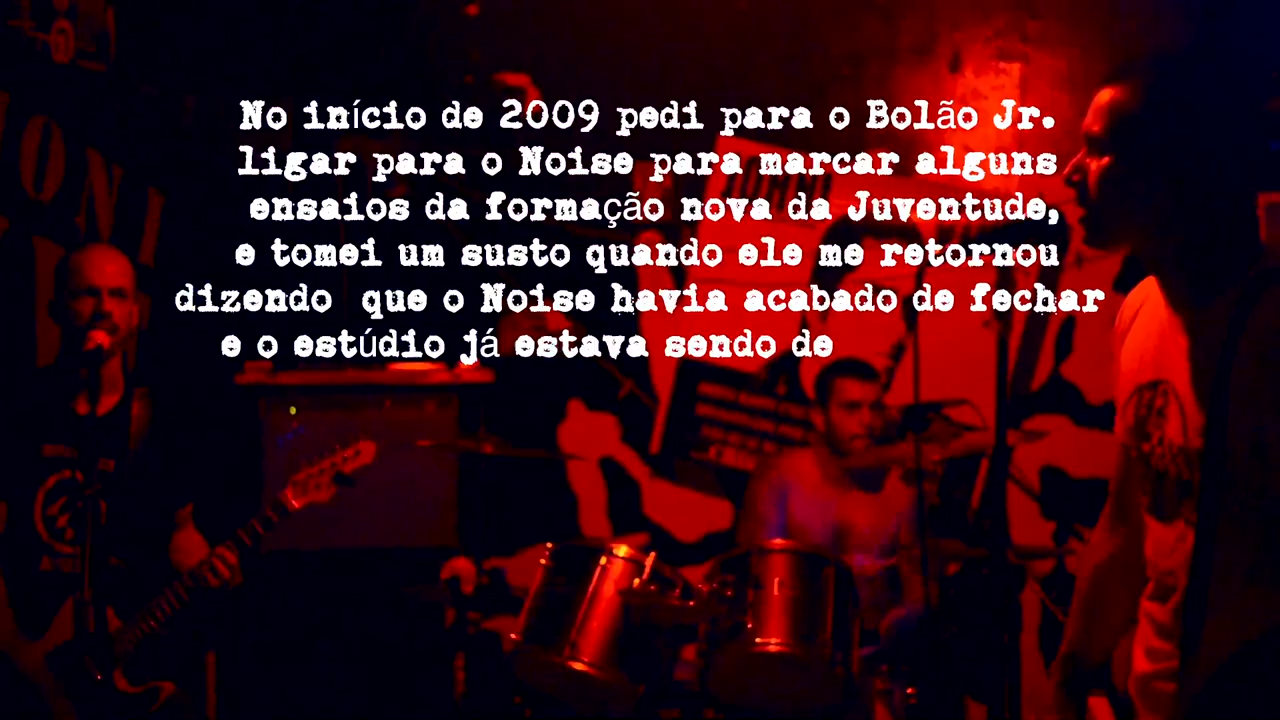 No início de 2009 pedi para o Bolão Jr.
ligar para o Noise para marcar alguns
ensaios da formação nova da Juventude,
e tomei um susto quando ele me retornou
dizendo que o Noise havia acabado de fechar
e o estúdio já estava sendo de